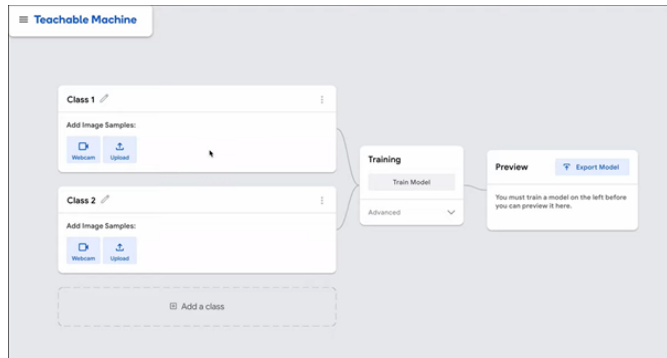 Teachable Machine
Class 1
Add Image Samples:
Webcam Upload
Class 2
Add Image Samples:
Webcam Upload
Add a class
Training
Train Model
Advanced
Preview Export Model
You must train a model on the left before
you can preview it here.